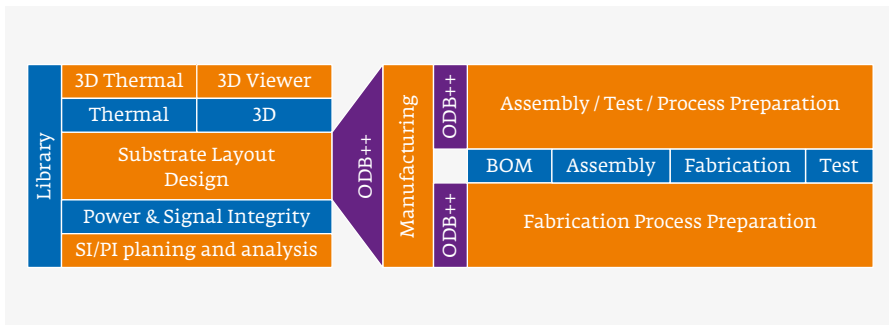 Library
3D Thermal
3D Viewer
Thermal
3D
Substrate Layout
Design
Power & Signal Integrity
SI/PI planing and analysis
ODB++
Manufacturing
ODB++
Assembly / Test / Process Preparation
BOM
Assembly
Fabrication
Test
ODB++
Fabrication Process Preparation